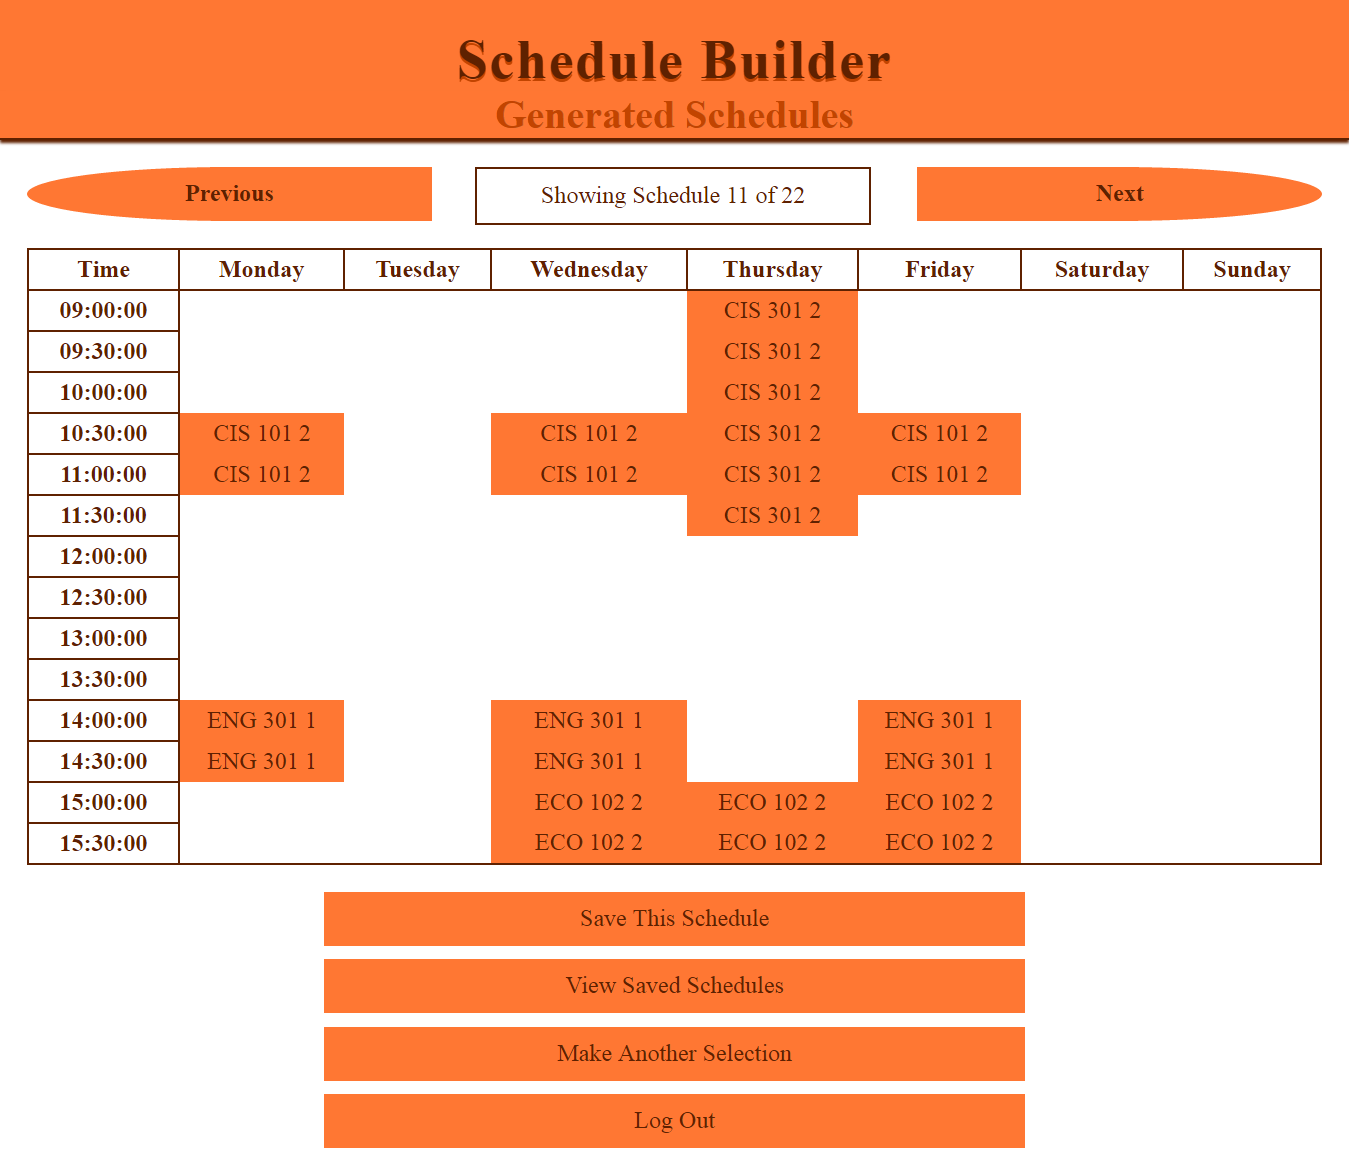 Schedule Builder
Generated Schedules
Previous Showing Schedule 11 of 22 Next
Time Monday Tuesday Wednesday Thursday Friday Saturday Sunday
09:00:00 CIS 301 2
09:30:00 CIS 301 2
10:00:00 CIS 301 2
10:30:00 CIS 101 2 CIS 101 2 CIS 301 2 CIS 101 2
11:00:00 CIS 101 2 CIS 101 2 CIS 301 2 CIS 101 2
11:30:00 CIS 301 2
12:00:00
12:30:00
13:00:00
13:30:00
14:00:00 ENG 301 1 ENG 301 1 ENG 301 1
14:30:00 ENG 301 1 ENG 301 1 ENG 301 1
15:00:00 ECO 102 2 ECO 102 2 ECO 102 2
15:30:00 ECO 102 2 ECO 102 2 ECO 102 2
Save This Schedule
View Saved Schedules
Make Another Selection
Log Out